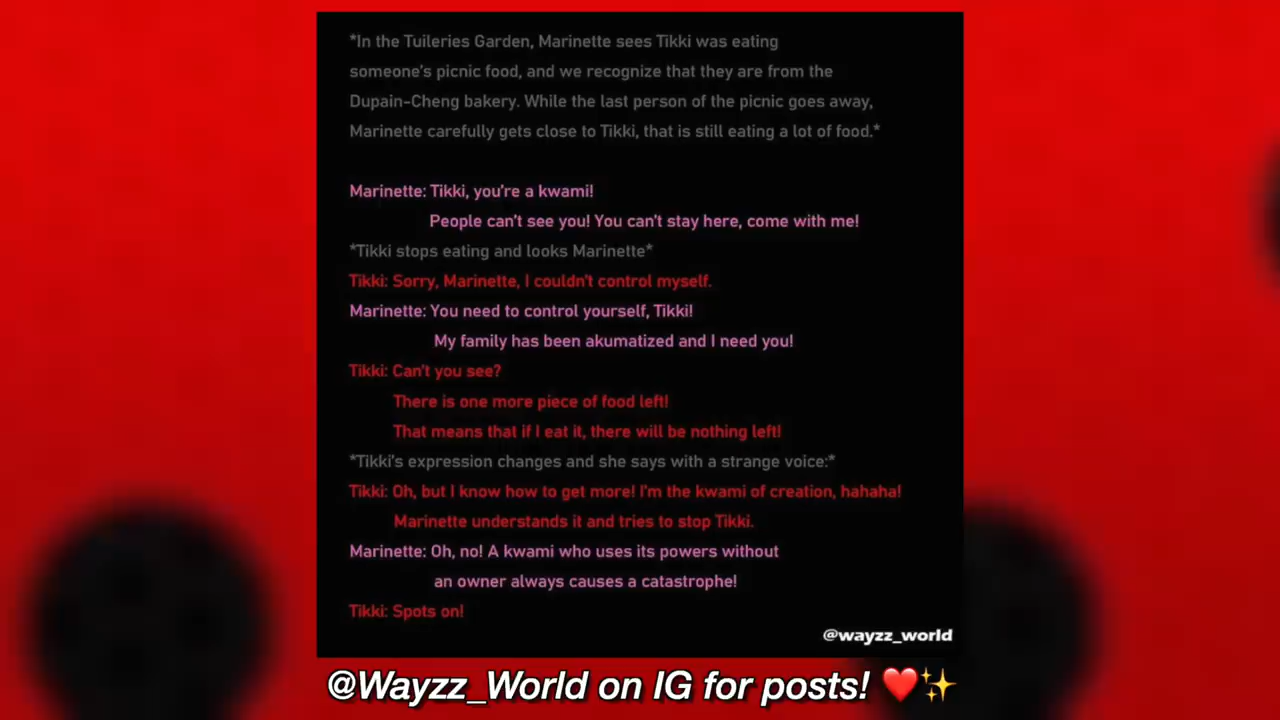 *In the Tuileries Garden, Marinette sees Tikki was eating
someone's picnic food, and we recognize that they are from the
Dupain-Cheng bakery. While the last person of the picnic goes away,
Marinette carefully gets close to Tikki, that is still eating a lot of food.*
Marinette: Tikki, you're a kwami!
People can't see you! You can't stay here, come with me!
*Tikki stops eating and looks Marinette*
Tikki: Sorry, Marinette, I couldn't control myself.
Marinette: You need to control yourself, Tikki!
My family has been akumatized and I need you!
Tikki: Can't you see?
There is one more piece of food left!
That means that if I eat it, there will be nothing left!
*Tikki's expression changes and she says with a strange voice:*
Tikki: Oh, but I know how to get more! I'm the kwami of creation, hahaha!
Marinette understands it and tries to stop Tikki.
Marinette: Oh, no! A kwami who uses its powers without
an owner always causes a catastrophe!
Tikki: Spots on!
@wayzz_world
@Wayzz_World on IG for posts! ❤️✨